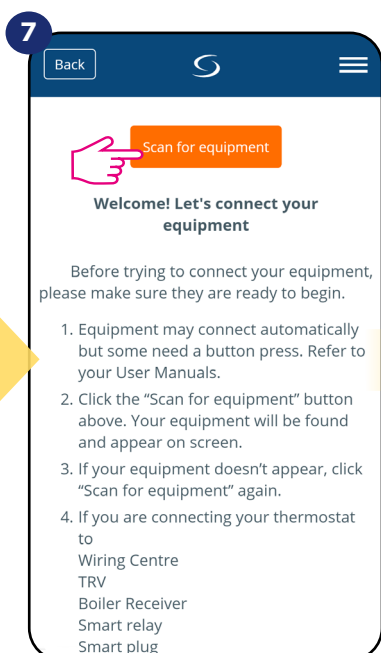 7
Back
Scan for equipment
Welcome! Let's connect your
equipment
Before trying to connect your equipment,
please make sure they are ready to begin.
1. Equipment may connect automatically
but some need a button press. Refer to
your User Manuals.
2. Click the “Scan for equipment” button
above. Your equipment will be found
and appear on screen.
3. If your equipment doesn’t appear, click
“Scan for equipment” again.
4. If you are connecting your thermostat
to
Wiring Centre
TRV
Boiler Receiver
Smart relay
Smart plug